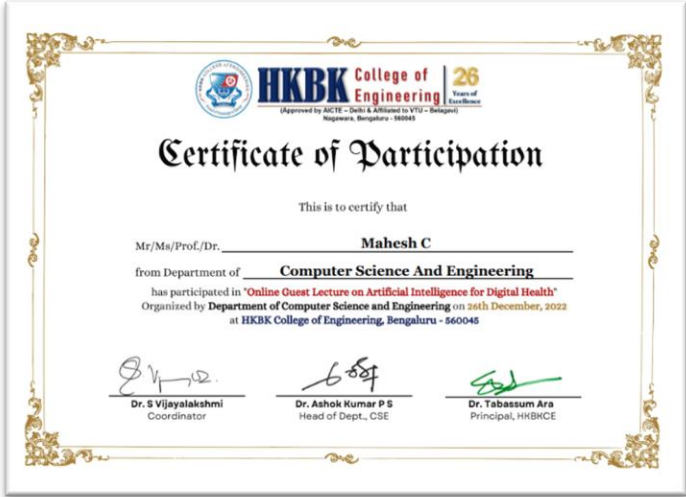 HKBK College of Engineering
26 Years of Excellence
(Approved by AICTE – Delhi & Affiliated to VTU – Belagavi)
Nagawara, Bengaluru - 560045
Certificate of Participation
This is to certify that
Mr/Ms/Prof./Dr. Mahesh C
from Department of Computer Science And Engineering
has participated in "Online Guest Lecture on Artificial Intelligence for Digital Health"
Organized by Department of Computer Science and Engineering on 26th December, 2022
at HKBK College of Engineering, Bengaluru - 560045
Dr. S Vijayalakshmi
Coordinator
Dr. Ashok Kumar P S
Head of Dept., CSE
Dr. Tabassum Ara
Principal, HKBKCE